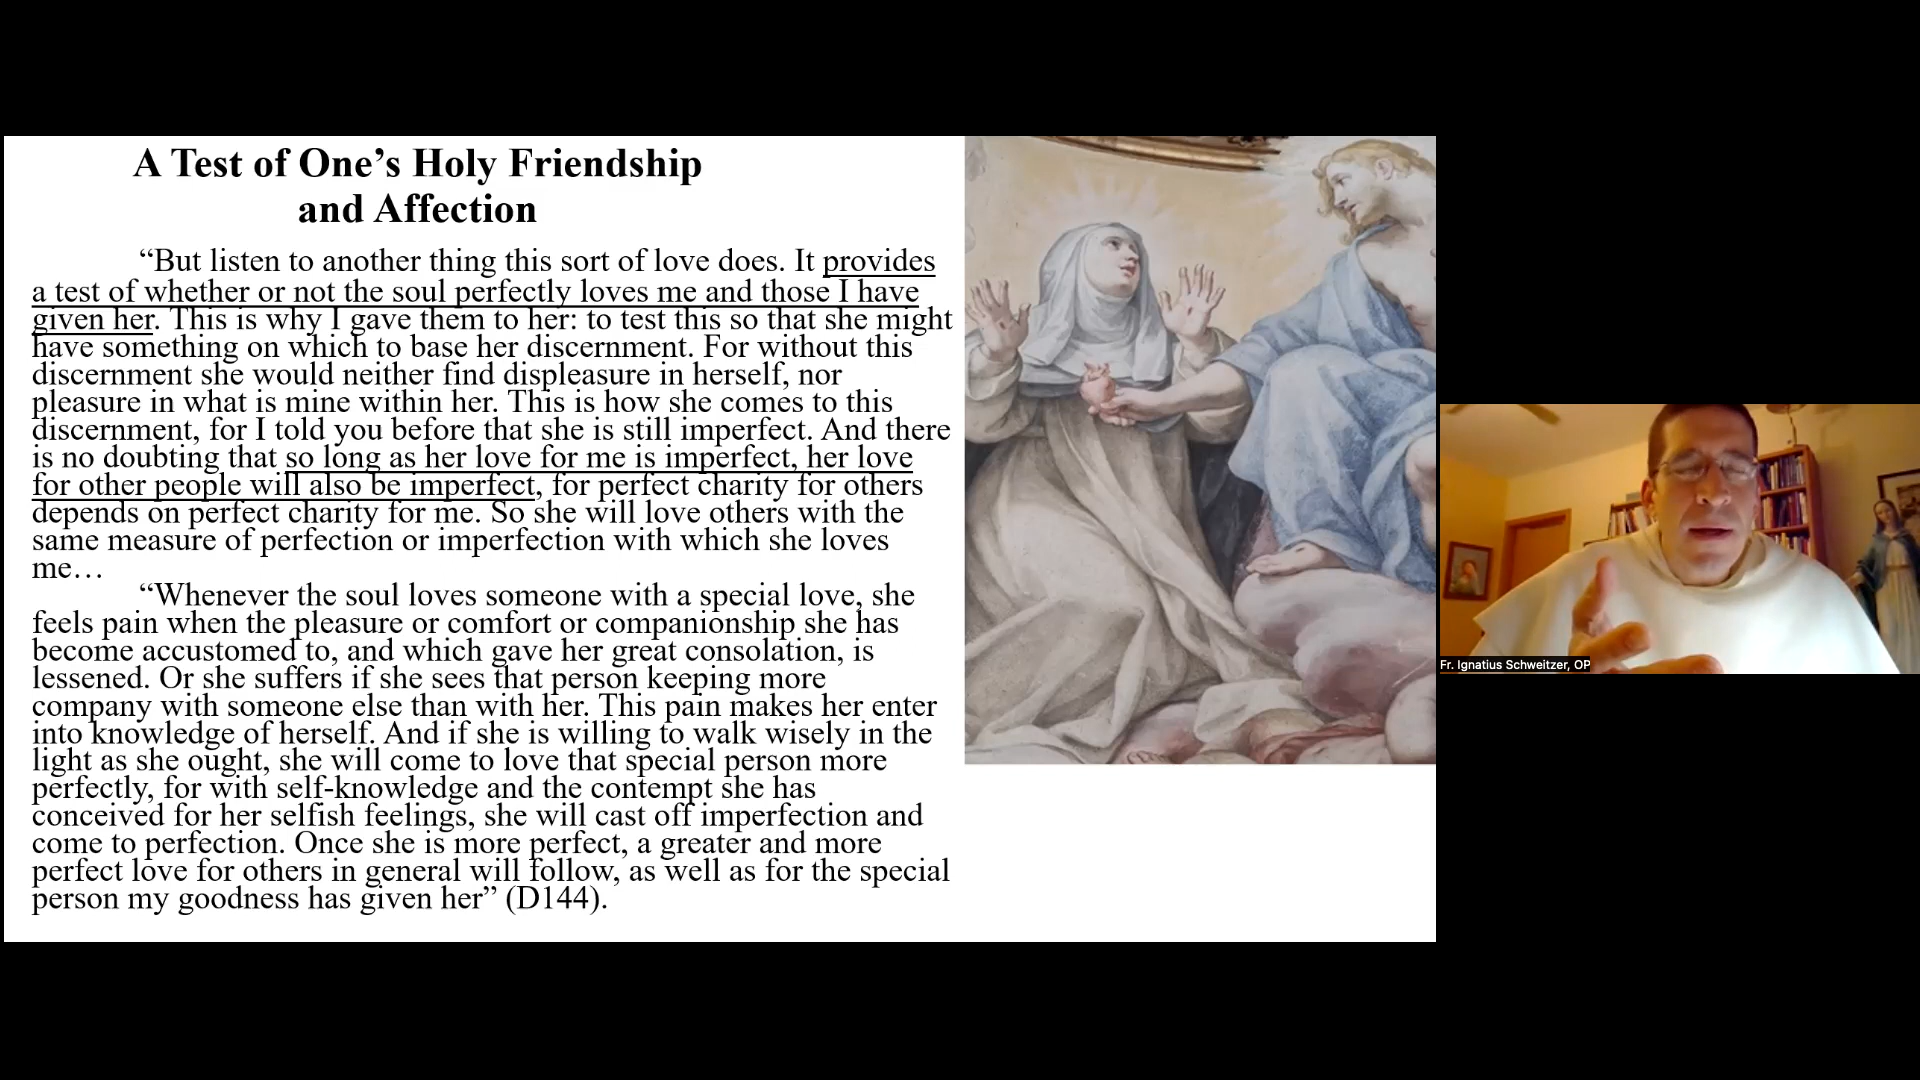 A Test of One’s Holy Friendship
and Affection
“But listen to another thing this sort of love does. It provides
a test of whether or not the soul perfectly loves me and those I have
given her. This is why I gave them to her: to test this so that she might
have something on which to base her discernment. For without this
discernment she would neither find displeasure in herself, nor
pleasure in what is mine within her. This is how she comes to this
discernment, for I told you before that she is still imperfect. And there
is no doubting that so long as her love for me is imperfect, her love
for other people will also be imperfect, for perfect charity for others
depends on perfect charity for me. So she will love others with the
same measure of perfection or imperfection with which she loves
me…
“Whenever the soul loves someone with a special love, she
feels pain when the pleasure or comfort or companionship she has
become accustomed to, and which gave her great consolation, is
lessened. Or she suffers if she sees that person keeping more
company with someone else than with her. This pain makes her enter
into knowledge of herself. And if she is willing to walk wisely in the
light as she ought, she will come to love that special person more
perfectly, for with self-knowledge and the contempt she has
conceived for her selfish feelings, she will cast off imperfection and
come to perfection. Once she is more perfect, a greater and more
perfect love for others in general will follow, as well as for the special
person my goodness has given her” (D144).
Fr. Ignatius Schweitzer, OP